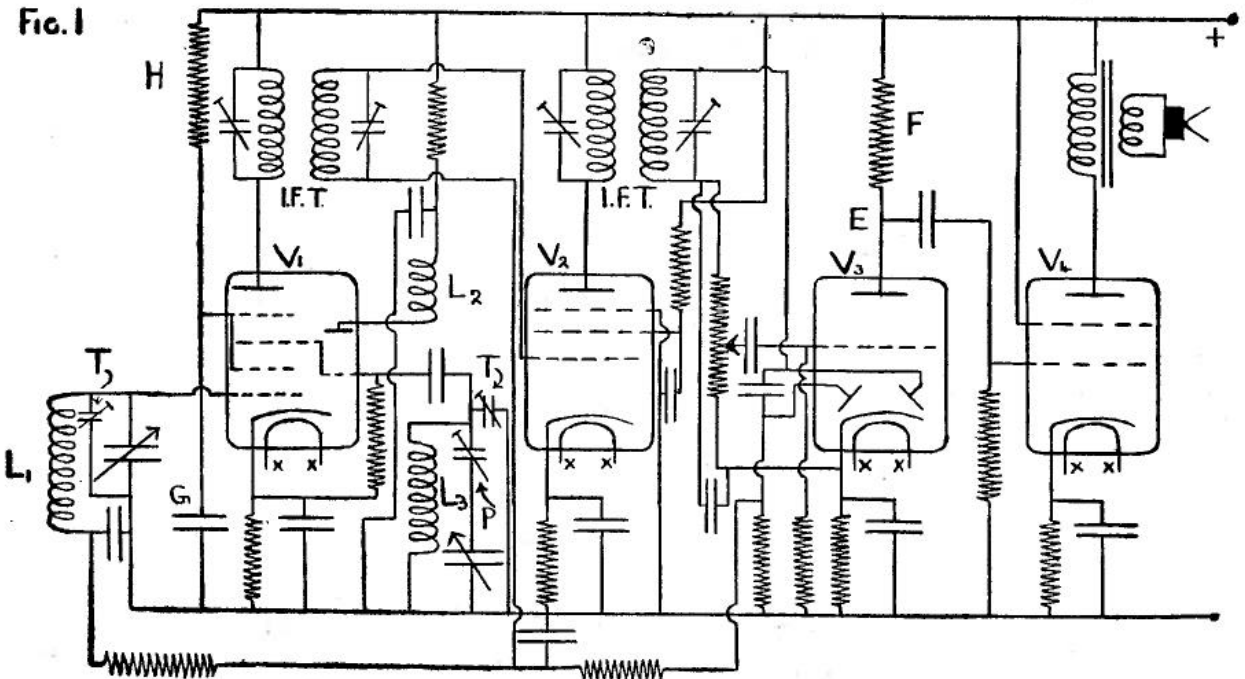 Fig. 1
+
H
F
I.F.T.
I.F.T.
E
V1
L2
V2
V3
V4
T1
T2
L1
L3
P
G
x x
x x
x x
x x